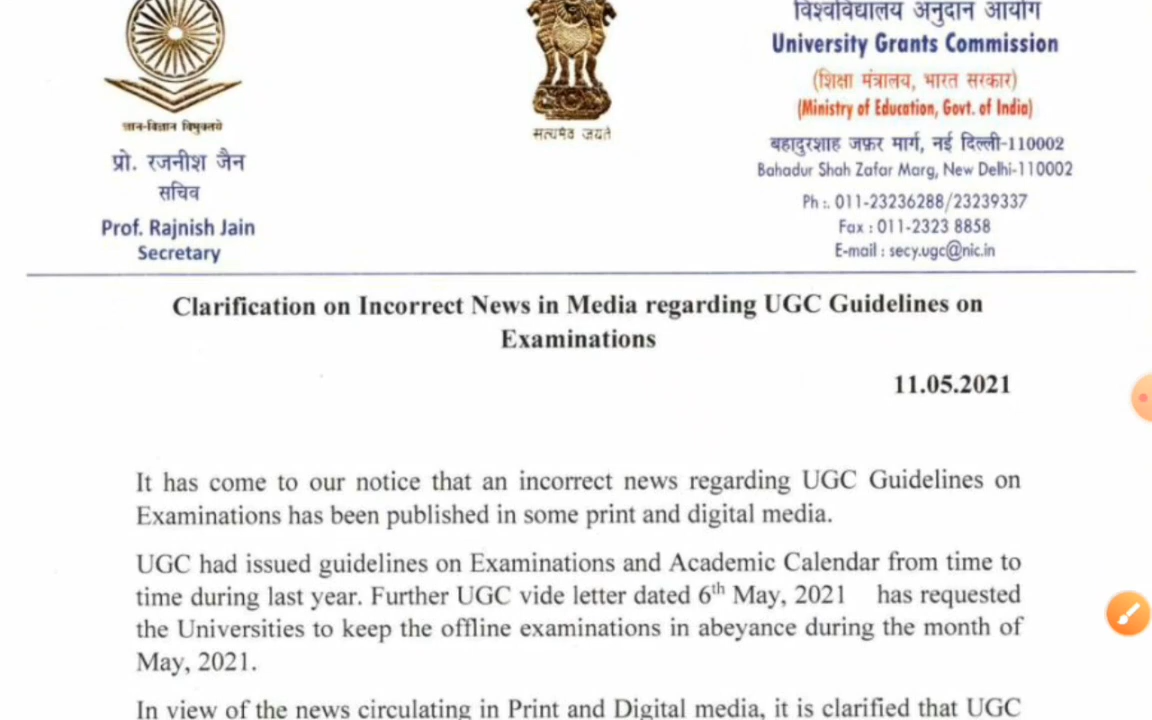 ज्ञान-विज्ञान विमुक्तये
प्रो. रजनीश जैन
सचिव
Prof. Rajnish Jain
Secretary
सत्यमेव जयते
विश्वविद्यालय अनुदान आयोग
University Grants Commission
(शिक्षा मंत्रालय, भारत सरकार)
(Ministry of Education, Govt. of India)
बहादुरशाह जफ़र मार्ग, नई दिल्ली-110002
Bahadur Shah Zafar Marg, New Delhi-110002
Ph :. 011-23236288/23239337
Fax : 011-2323 8858
E-mail : secy.ugc@nic.in
Clarification on Incorrect News in Media regarding UGC Guidelines on
Examinations
11.05.2021
It has come to our notice that an incorrect news regarding UGC Guidelines on
Examinations has been published in some print and digital media.
UGC had issued guidelines on Examinations and Academic Calendar from time to
time during last year. Further UGC vide letter dated 6th May, 2021 has requested
the Universities to keep the offline examinations in abeyance during the month of
May, 2021.
In view of the news circulating in Print and Digital media, it is clarified that UGC